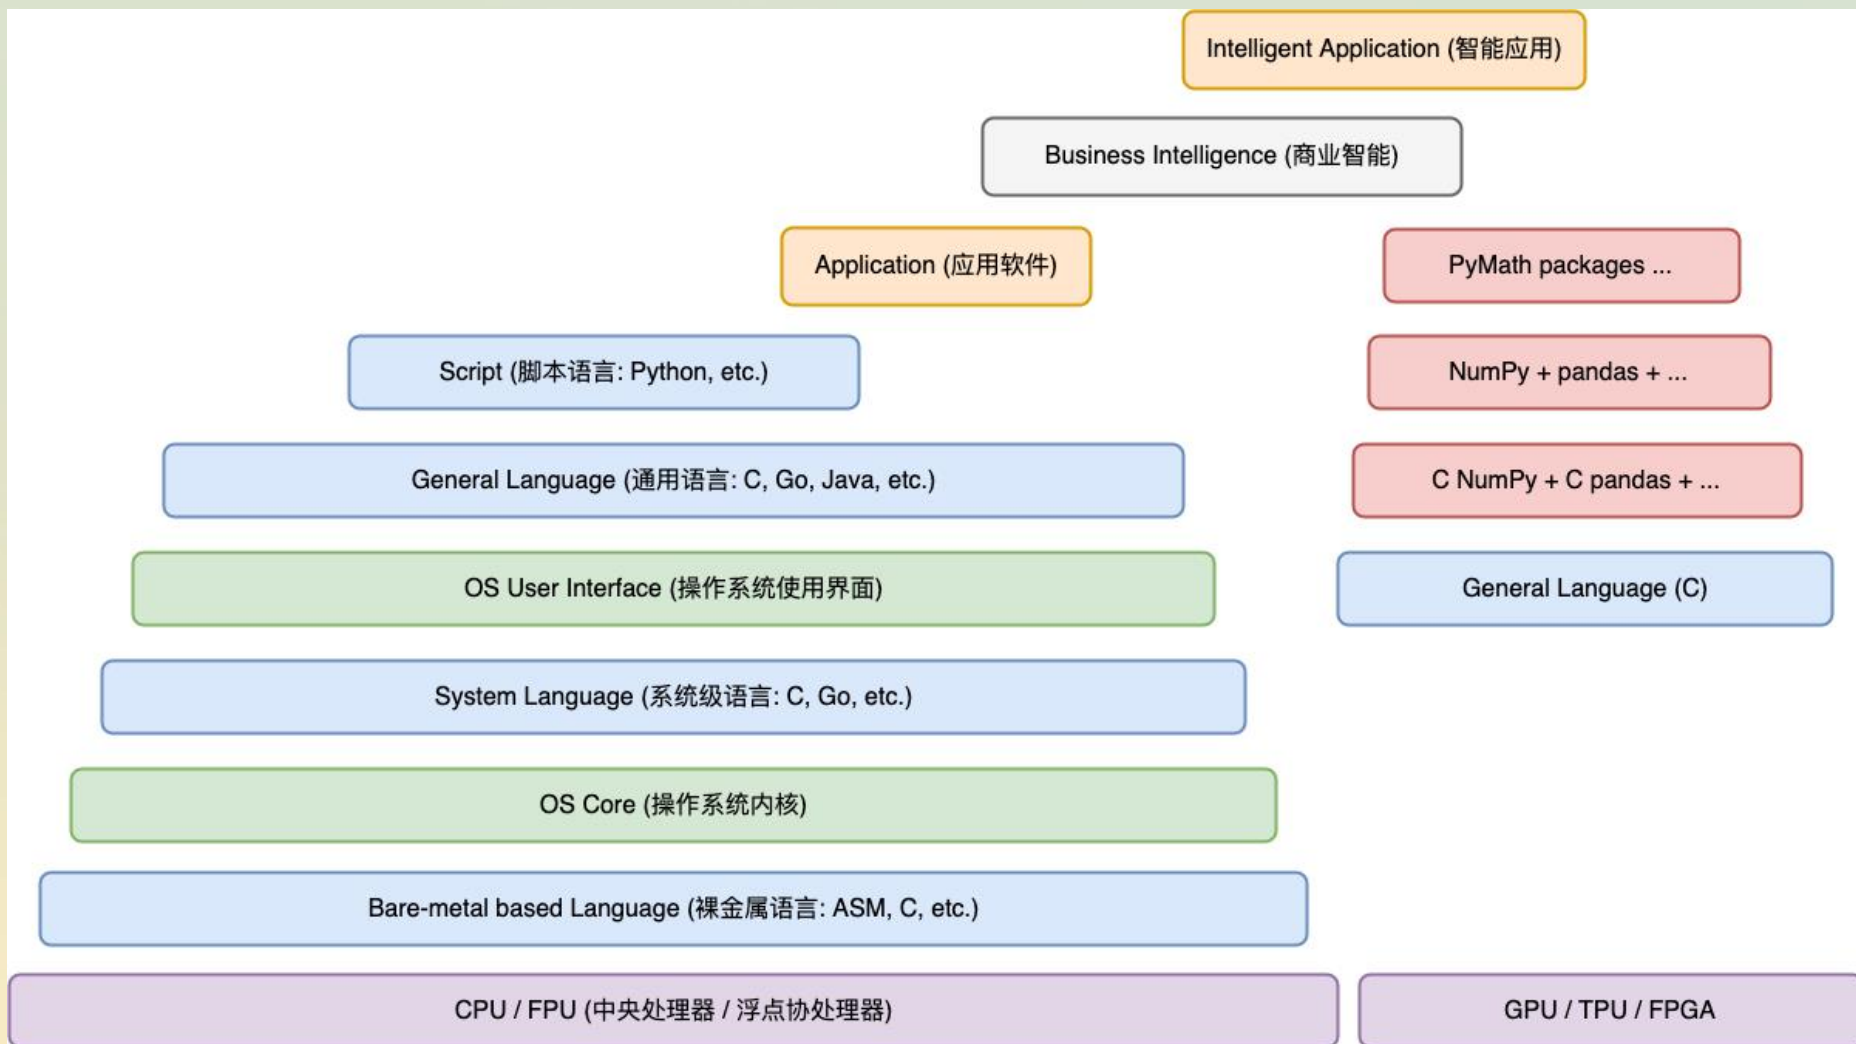 Intelligent Application (智能应用)
Business Intelligence (商业智能)
Application (应用软件)
PyMath packages ...
Script (脚本语言: Python, etc.)
NumPy + pandas + ...
General Language (通用语言: C, Go, Java, etc.)
C NumPy + C pandas + ...
OS User Interface (操作系统使用界面)
General Language (C)
System Language (系统级语言: C, Go, etc.)
OS Core (操作系统内核)
Bare-metal based Language (裸金属语言: ASM, C, etc.)
CPU / FPU (中央处理器 / 浮点协处理器)
GPU / TPU / FPGA